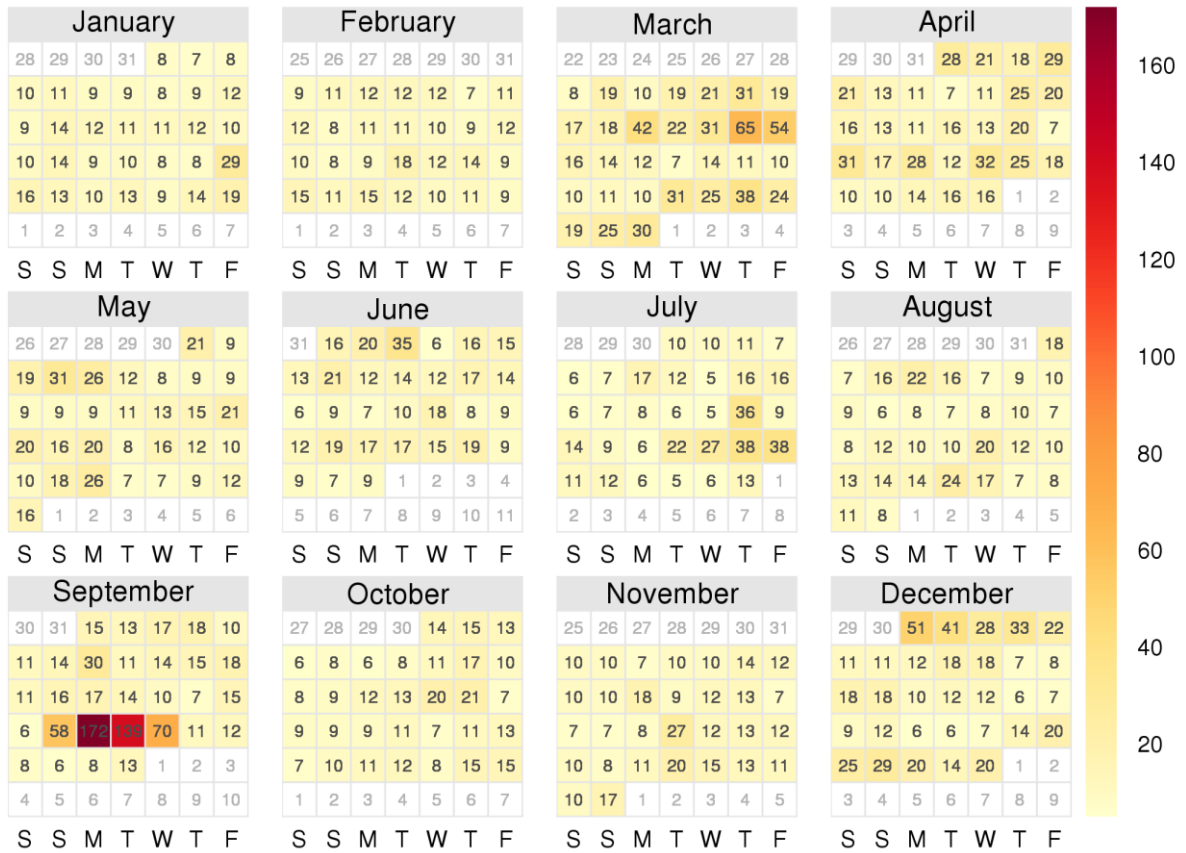 January February March April
28 29 30 31 8 7 8 25 26 27 28 29 30 31 22 23 24 25 26 27 28 29 30 31 28 21 18 29 160
10 11 9 9 8 9 12 9 11 12 12 12 7 11 8 19 10 19 21 31 19 21 13 11 7 11 25 20
9 14 12 11 11 12 10 12 8 11 11 10 9 12 17 18 42 22 31 65 54 16 13 11 16 13 20 7 140
10 14 9 10 8 8 29 10 8 9 18 12 14 9 16 14 12 7 14 11 10 31 17 28 12 32 25 18
16 13 10 13 9 14 19 15 11 15 12 10 11 9 10 11 10 31 25 38 24 10 10 14 16 16 1 2
1 2 3 4 5 6 7 1 2 3 4 5 6 7 19 25 30 1 2 3 4 3 4 5 6 7 8 9
S S M T W T F S S M T W T F S S M T W T F S S M T W T F 120
May June July August
26 27 28 29 30 21 9 31 16 20 35 6 16 15 28 29 30 10 10 11 7 26 27 28 29 30 31 18 100
19 31 26 12 8 9 9 13 21 12 14 12 17 14 6 7 17 12 5 16 16 7 16 22 16 7 9 10
9 9 9 11 13 15 21 6 9 7 10 18 8 9 6 7 8 6 5 36 9 9 6 8 7 8 10 7
20 16 20 8 16 12 10 12 19 17 17 15 19 9 14 9 6 22 27 38 38 8 12 10 10 20 12 10 80
10 18 26 7 7 9 12 9 7 9 1 2 3 4 11 12 6 5 6 13 1 13 14 14 24 17 7 8
16 1 2 3 4 5 6 5 6 7 8 9 10 11 2 3 4 5 6 7 8 11 8 1 2 3 4 5
S S M T W T F S S M T W T F S S M T W T F S S M T W T F 60
September October November December
30 31 15 13 17 18 10 27 28 29 30 14 15 13 25 26 27 28 29 30 31 29 30 51 41 28 33 22
11 14 30 11 14 15 18 6 8 6 8 11 17 10 10 10 7 10 10 14 12 11 11 12 18 18 7 8 40
11 16 17 14 10 7 15 8 9 12 13 20 21 7 10 10 18 9 12 13 7 18 18 10 12 12 6 7
6 58 172 139 70 11 12 9 9 9 11 7 11 13 7 7 8 27 12 12 13 9 12 6 6 7 14 20 20
8 6 8 13 1 2 3 7 10 11 12 8 15 15 10 8 11 20 15 13 11 25 29 20 14 20 1 2
4 5 6 7 8 9 10 1 2 3 4 5 6 7 10 17 1 2 3 4 5 3 4 5 6 7 8 9
S S M T W T F S S M T W T F S S M T W T F S S M T W T F